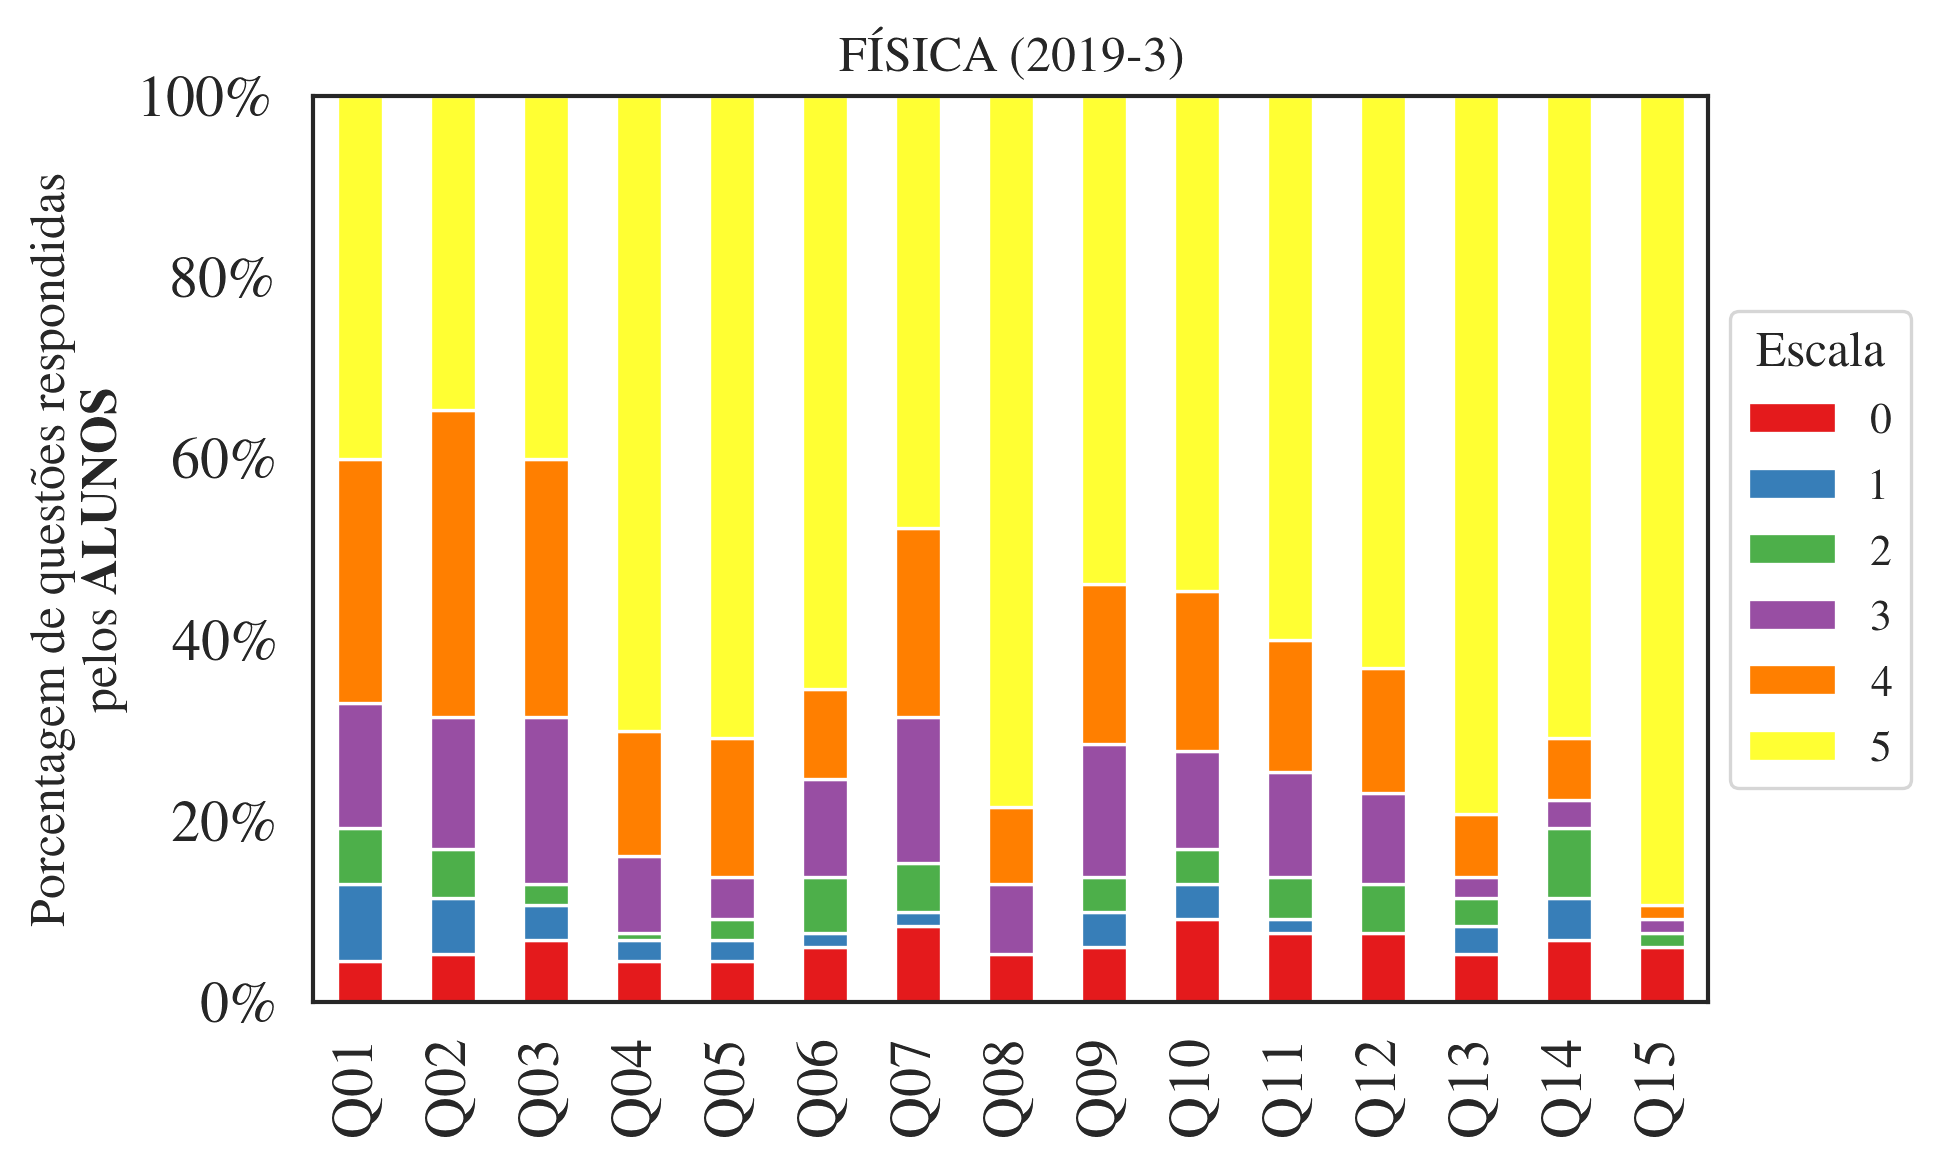 FÍSICA (2019-3)
Porcentagem de questões respondidas
pelos ALUNOS
100%
80%
60%
40%
20%
0%
Q01
Q02
Q03
Q04
Q05
Q06
Q07
Q08
Q09
Q10
Q11
Q12
Q13
Q14
Q15
Escala
0
1
2
3
4
5